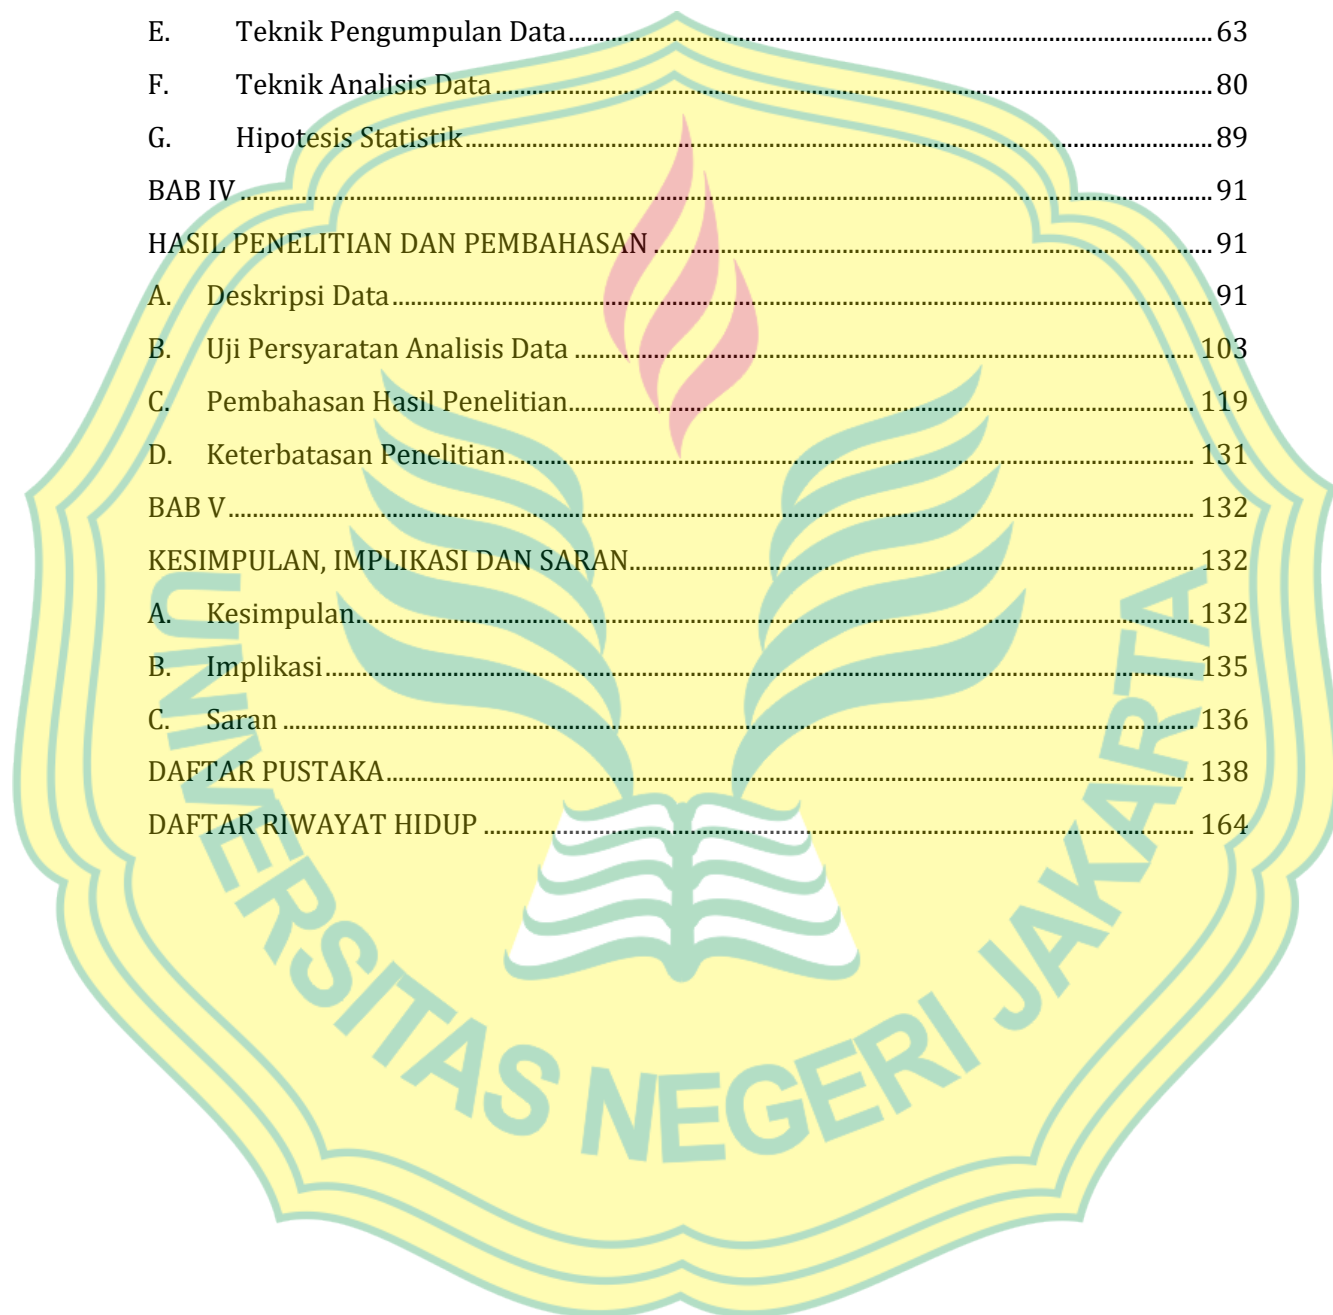 E. Teknik Pengumpulan Data.......... 63
F. Teknik Analisis Data.......... 80
G. Hipotesis Statistik.......... 89
BAB IV.......... 91
HASIL PENELITIAN DAN PEMBAHASAN.......... 91
A. Deskripsi Data.......... 91
B. Uji Persyaratan Analisis Data.......... 103
C. Pembahasan Hasil Penelitian.......... 119
D. Keterbatasan Penelitian.......... 131
BAB V.......... 132
KESIMPULAN, IMPLIKASI DAN SARAN.......... 132
A. Kesimpulan.......... 132
B. Implikasi.......... 135
C. Saran.......... 136
DAFTAR PUSTAKA.......... 138
DAFTAR RIWAYAT HIDUP.......... 164
UNIVERSITAS NEGERI JAKARTA